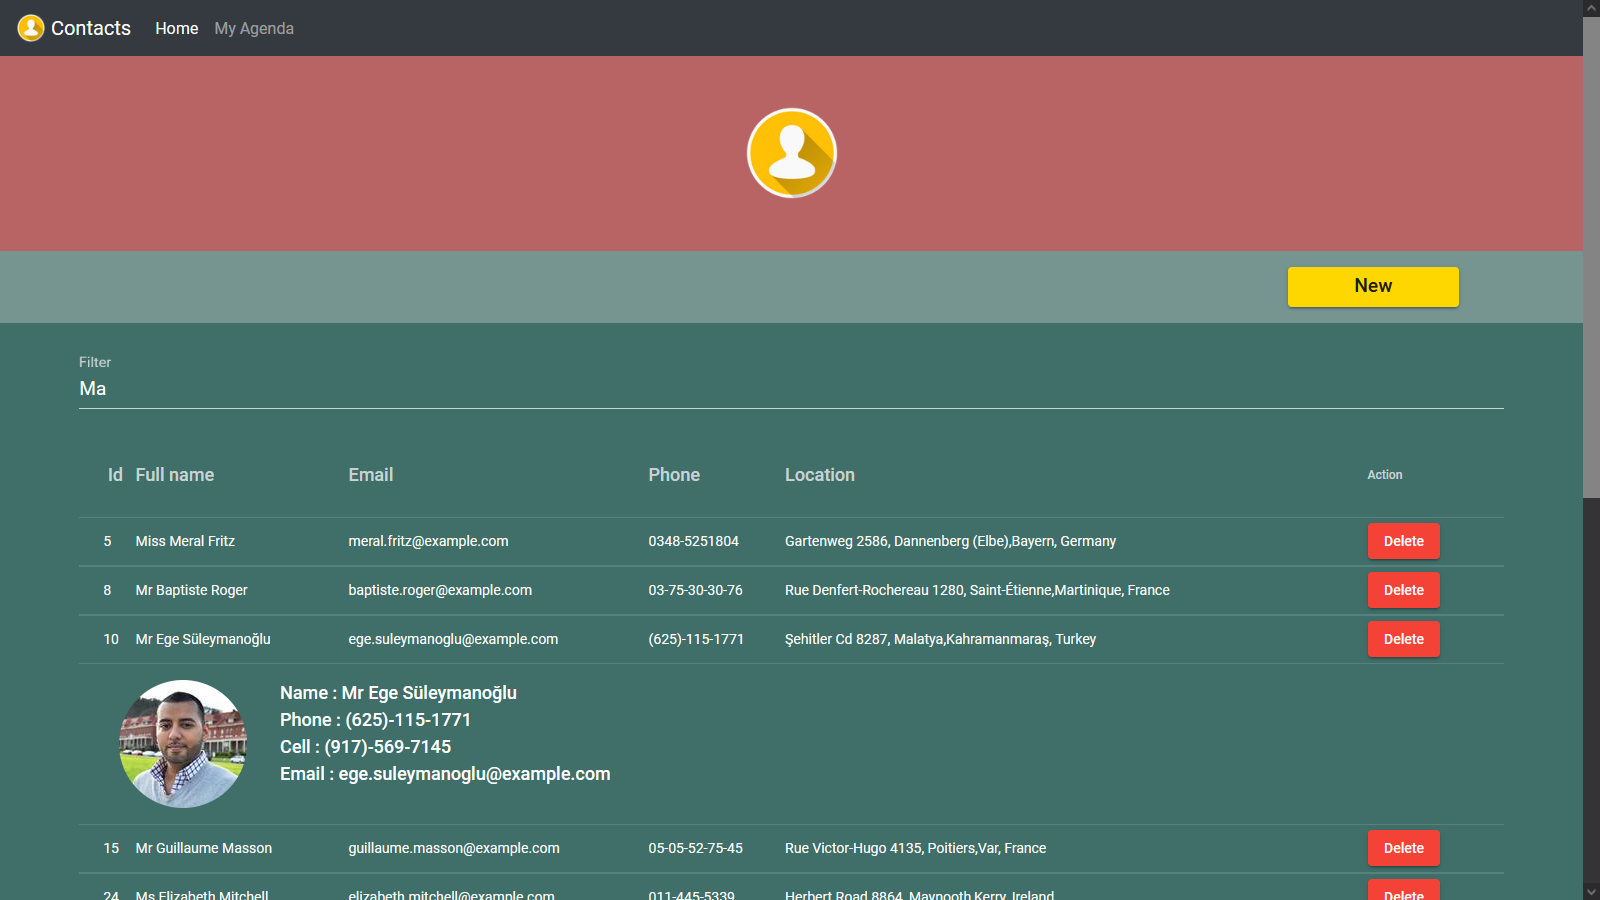 Contacts Home My Agenda
New
Filter
Ma
Id Full name Email Phone Location Action
5 Miss Meral Fritz meral.fritz@example.com 0348-5251804 Gartenweg 2586, Dannenberg (Elbe),Bayern, Germany Delete
8 Mr Baptiste Roger baptiste.roger@example.com 03-75-30-30-76 Rue Denfert-Rochereau 1280, Saint-Étienne,Martinique, France Delete
10 Mr Ege Süleymanoğlu ege.suleymanoglu@example.com (625)-115-1771 Şehitler Cd 8287, Malatya,Kahramanmaraş, Turkey Delete
Name : Mr Ege Süleymanoğlu
Phone : (625)-115-1771
Cell : (917)-569-7145
Email : ege.suleymanoglu@example.com
15 Mr Guillaume Masson guillaume.masson@example.com 05-05-52-75-45 Rue Victor-Hugo 4135, Poitiers,Var, France Delete
24 Ms Elizabeth Mitchell elizabeth.mitchell@example.com 011-445-5339 Herbert Road 8864, Maynooth,Kerry, Ireland Delete